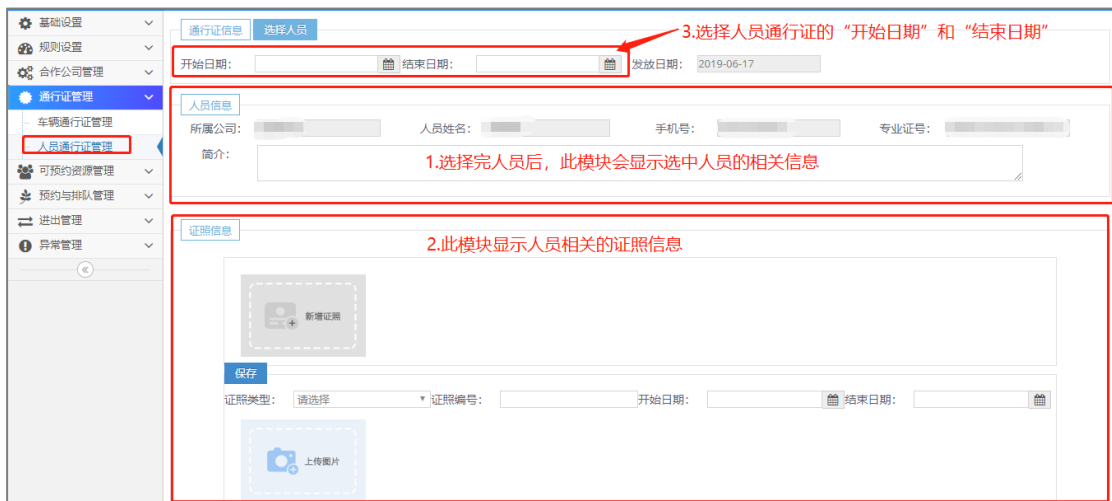 基础设置
规则设置
合作公司管理
通行证管理
车辆通行证管理
人员通行证管理
可预约资源管理
预约与排队管理
进出管理
异常管理
通行证信息 选择人员
3.选择人员通行证的“开始日期”和“结束日期”
开始日期: 结束日期: 发放日期: 2019-06-17
人员信息
所属公司: 人员姓名: 手机号: 专业证号:
简介:
1.选择完人员后，此模块会显示选中人员的相关信息
证照信息
2.此模块显示人员相关的证照信息
新增证照
保存
证照类型: 请选择 证照编号: 开始日期: 结束日期:
上传图片